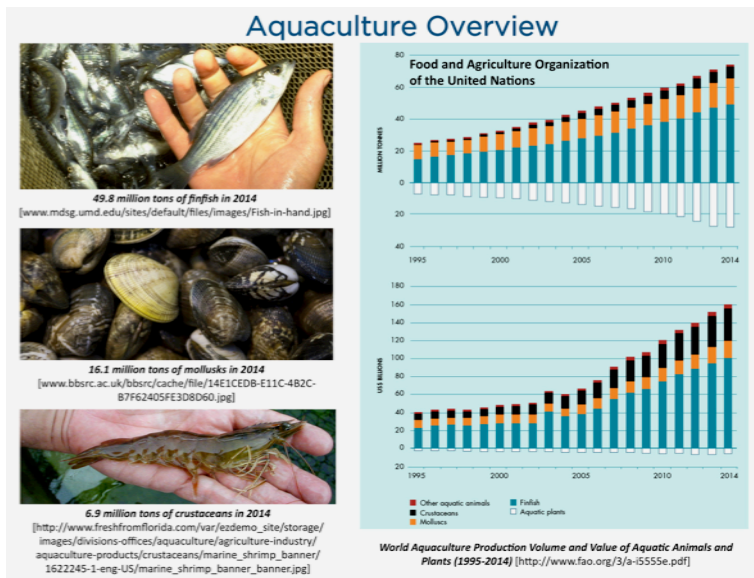 Aquaculture Overview
49.8 million tons of finfish in 2014
[www.mdsg.umd.edu/sites/default/files/images/Fish-in-hand.jpg]
16.1 million tons of mollusks in 2014
[www.bbsrc.ac.uk/bbsrc/cache/file/14E1CEDB-E11C-4B2C-
B7F62405FE3D8D60.jpg]
6.9 million tons of crustaceans in 2014
[http://www.freshfromflorida.com/var/ezdemo_site/storage/
images/divisions-offices/aquaculture/agriculture-industry/
aquaculture-products/crustaceans/marine_shrimp_banner/
1622245-1-eng-US/marine_shrimp_banner_banner.jpg]
Food and Agriculture Organization
of the United Nations
MILLION TONNES
80
60
40
20
0
20
40
1995
2000
2005
2010
2014
US$ BILLIONS
180
160
140
120
100
80
60
40
20
0
20
1995
2000
2005
2010
2014
Other aquatic animals
Crustaceans
Molluscs
Finfish
Aquatic plants
World Aquaculture Production Volume and Value of Aquatic Animals and
Plants (1995-2014) [http://www.fao.org/3/a-i5555e.pdf]